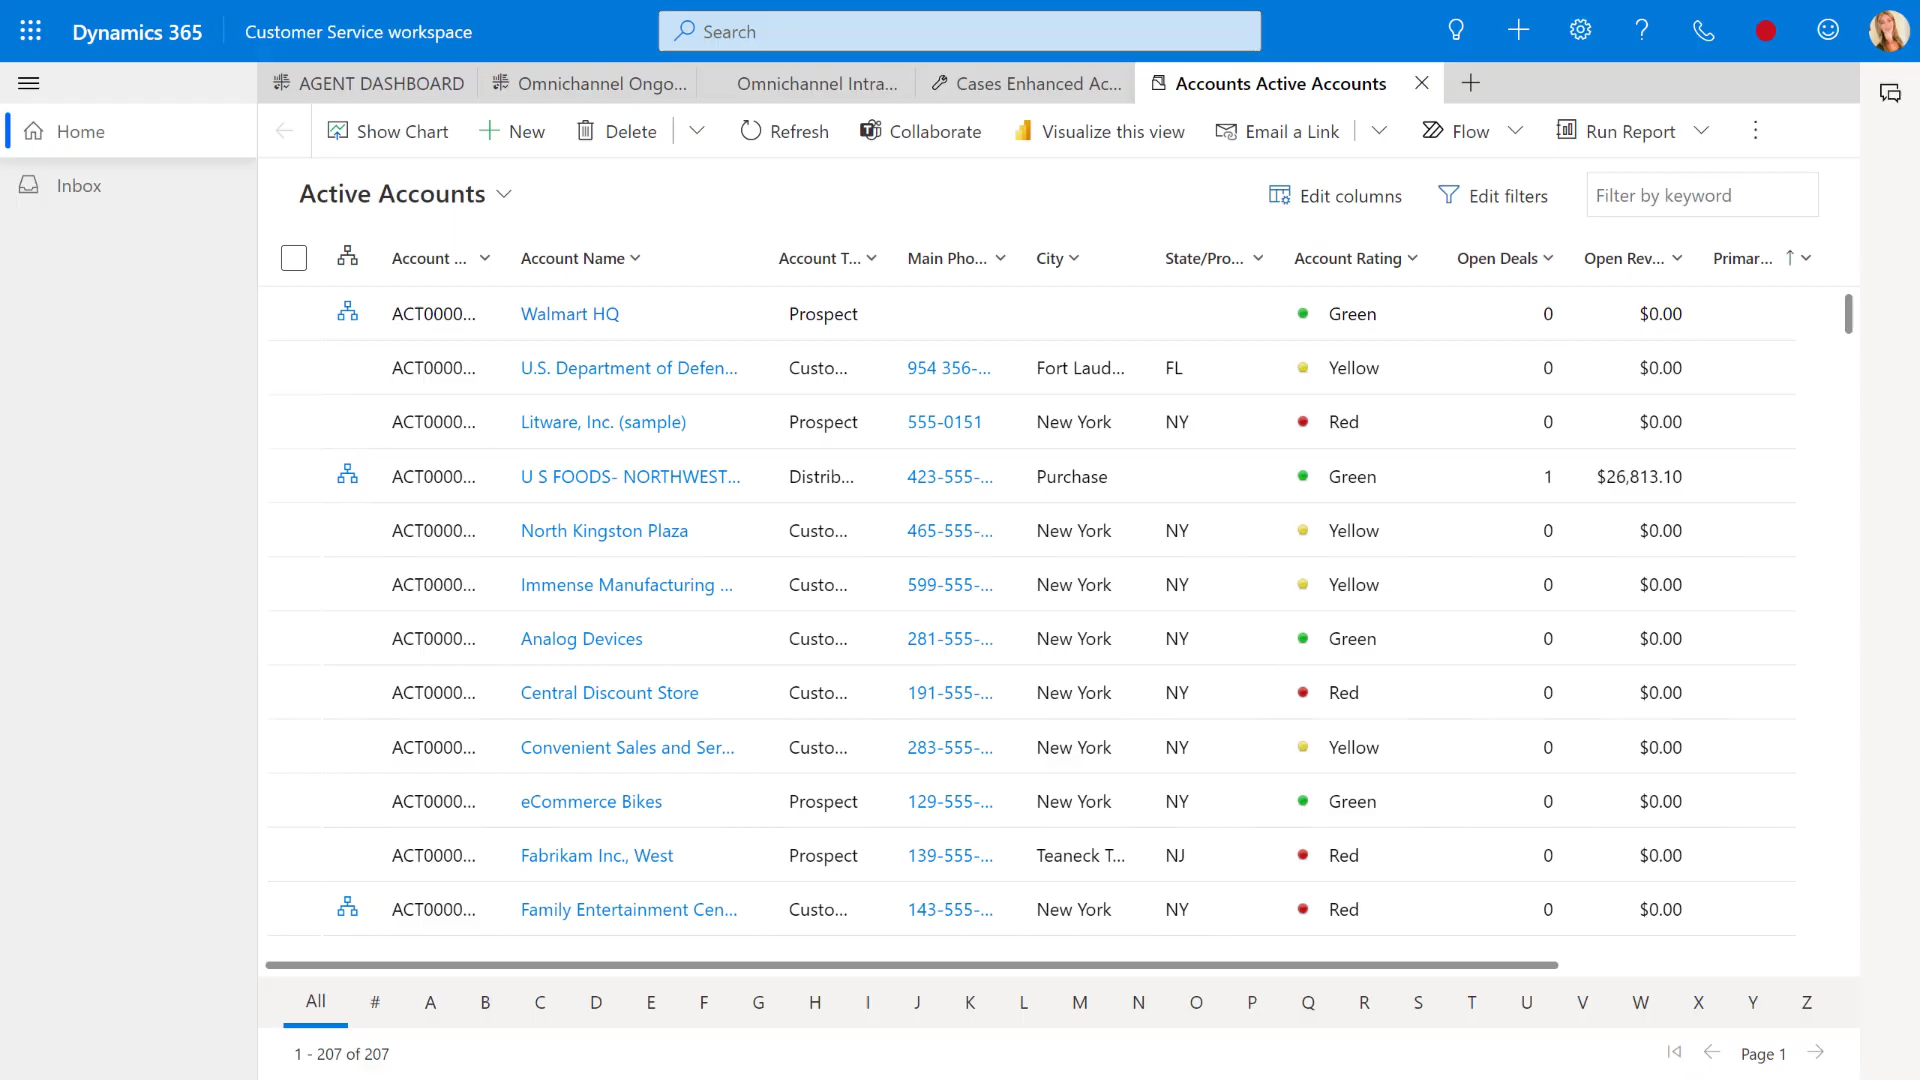 Dynamics 365
Customer Service workspace
Search
AGENT DASHBOARD
Omnichannel Ongo...
Omnichannel Intra...
Cases Enhanced Ac...
Accounts Active Accounts
Home
Inbox
Show Chart
New
Delete
Refresh
Collaborate
Visualize this view
Email a Link
Flow
Run Report
Active Accounts
Edit columns
Edit filters
Filter by keyword
Account ... Account Name Account T... Main Pho... City State/Pro... Account Rating Open Deals Open Rev... Primar...
ACT0000... Walmart HQ Prospect Green 0 $0.00
ACT0000... U.S. Department of Defen... Custo... 954 356-... Fort Laud... FL Yellow 0 $0.00
ACT0000... Litware, Inc. (sample) Prospect 555-0151 New York NY Red 0 $0.00
ACT0000... U S FOODS- NORTHWEST... Distrib... 423-555-... Purchase Green 1 $26,813.10
ACT0000... North Kingston Plaza Custo... 465-555-... New York NY Yellow 0 $0.00
ACT0000... Immense Manufacturing ... Custo... 599-555-... New York NY Yellow 0 $0.00
ACT0000... Analog Devices Custo... 281-555-... New York NY Green 0 $0.00
ACT0000... Central Discount Store Custo... 191-555-... New York NY Red 0 $0.00
ACT0000... Convenient Sales and Ser... Custo... 283-555-... New York NY Yellow 0 $0.00
ACT0000... eCommerce Bikes Prospect 129-555-... New York NY Green 0 $0.00
ACT0000... Fabrikam Inc., West Prospect 139-555-... Teaneck T... NJ Red 0 $0.00
ACT0000... Family Entertainment Cen... Custo... 143-555-... New York NY Red 0 $0.00
All # A B C D E F G H I J K L M N O P Q R S T U V W X Y Z
1 - 207 of 207
Page 1